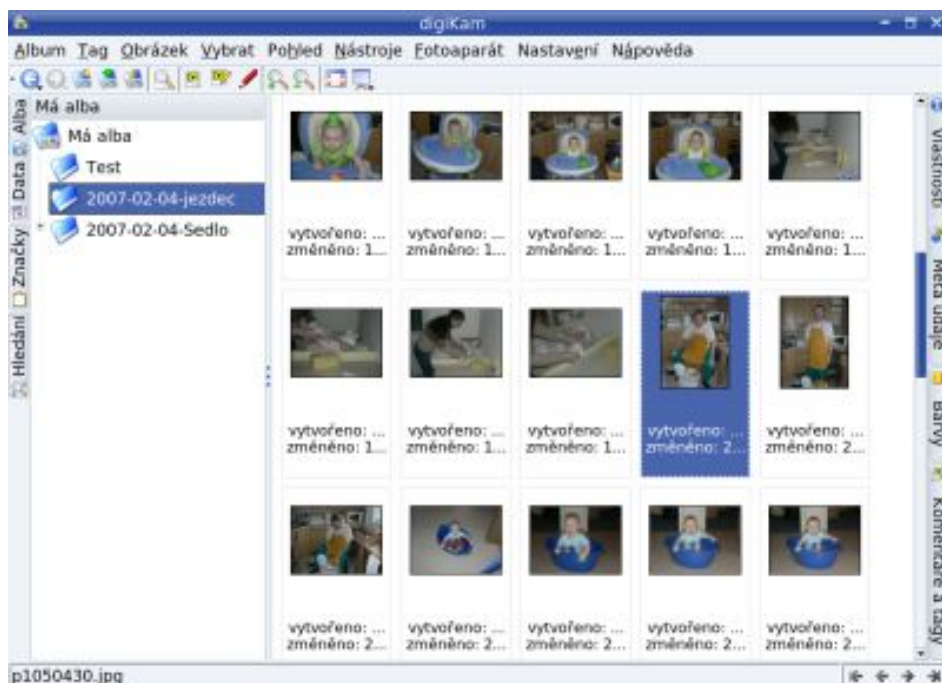 digiKam
Album Tag Obrázek Vybrat Pohled Nástroje Fotoaparát Nastavení Nápověda
Alba
Data
Značky
Hledání
Má alba
Má alba
Test
2007-02-04-jezdec
2007-02-04-Sedlo
vytvořeno: ... vytvořeno: ... vytvořeno: ... vytvořeno: ... vytvořeno: ...
změněno: 1... změněno: 1... změněno: 1... změněno: 1... změněno: 1...
vytvořeno: ... vytvořeno: ... vytvořeno: ... vytvořeno: ... vytvořeno: ...
změněno: 1... změněno: 1... změněno: 1... změněno: 2... změněno: 2...
vytvořeno: ... vytvořeno: ... vytvořeno: ... vytvořeno: ... vytvořeno: ...
změněno: 2... změněno: 2... změněno: 2... změněno: 2... změněno: 2...
Vlastnosti
Meta údaje
Barvy
Komentáře a tagy
p1050430.jpg